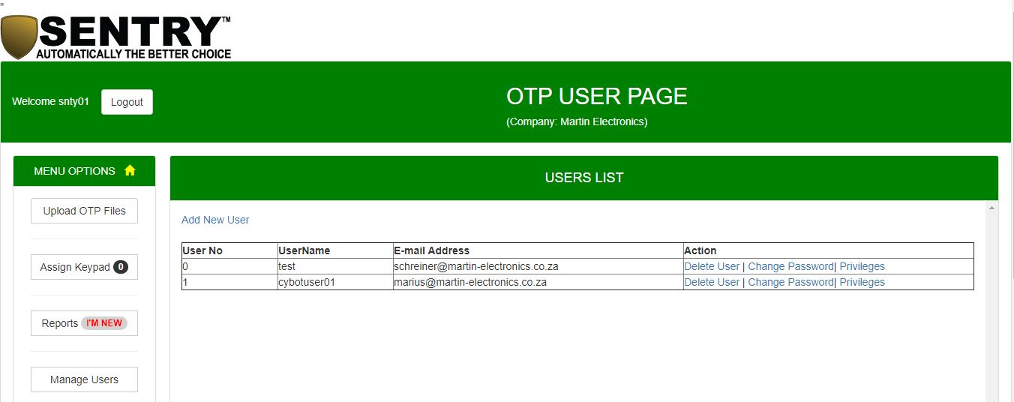 SENTRY™
AUTOMATICALLY THE BETTER CHOICE
Welcome snty01 Logout
OTP USER PAGE
(Company: Martin Electronics)
MENU OPTIONS
Upload OTP Files
Assign Keypad 0
Reports I'M NEW
Manage Users
USERS LIST
Add New User
User No UserName E-mail Address Action
0 test schreiner@martin-electronics.co.za Delete User | Change Password| Privileges
1 cybotuser01 marius@martin-electronics.co.za Delete User | Change Password| Privileges